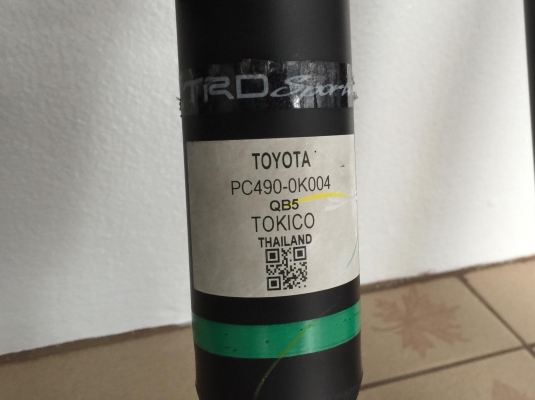 TRD Sports
TOYOTA
PC490-0K004
QB5
TOKICO
THAILAND